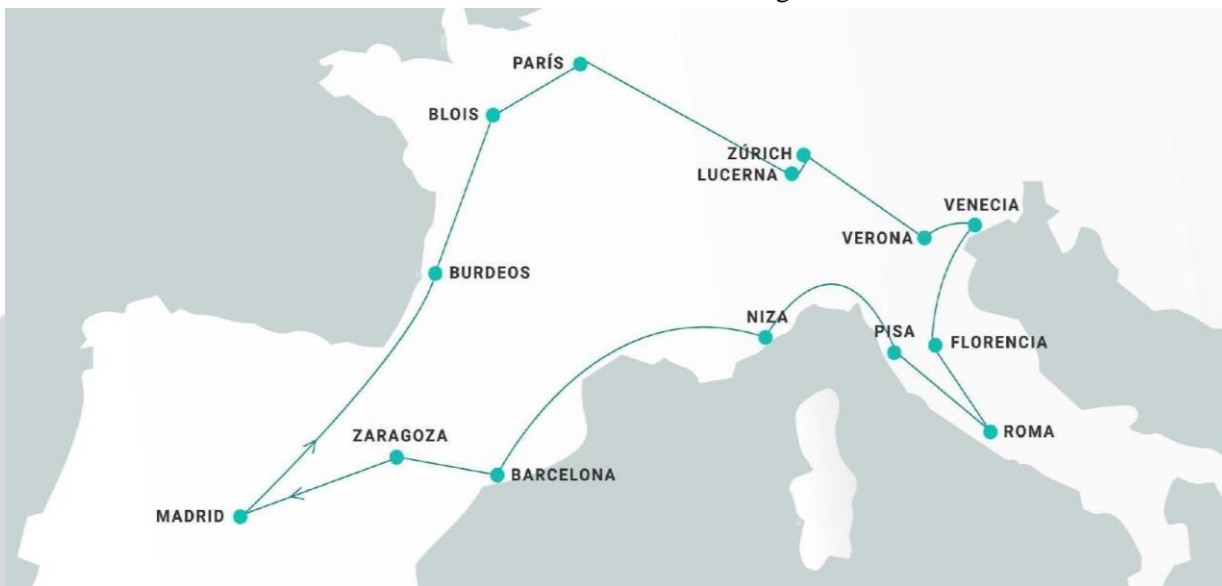 PARÍS
BLOIS
ZÚRICH
LUCERNA
VENECIA
VERONA
BURDEOS
NIZA
PISA
FLORENCIA
ZARAGOZA
ROMA
BARCELONA
MADRID